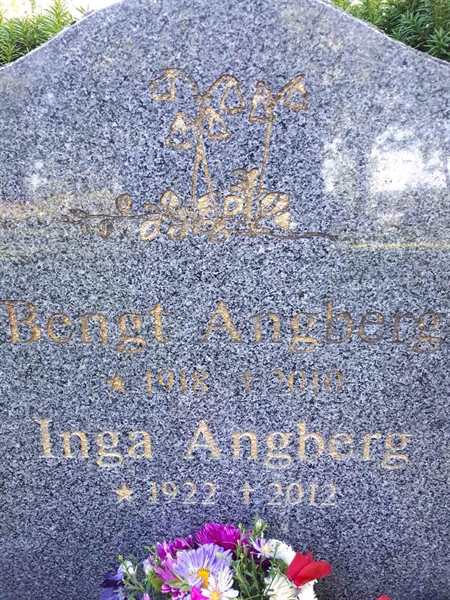 Bengt Angberg
★ 1918 † 2010
Inga Angberg
★ 1922 † 2012